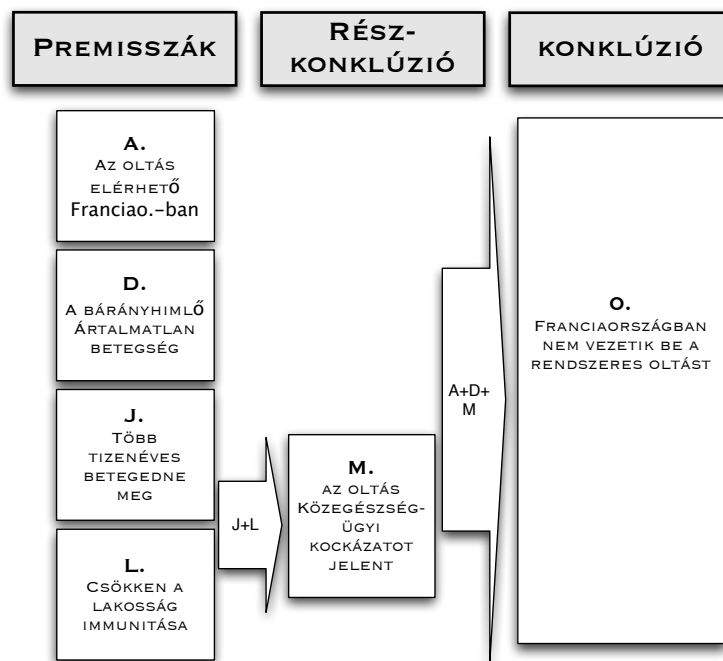 PREMISSZÁK
RÉSZ-
KONKLÚZIÓ
KONKLÚZIÓ
A.
AZ OLTÁS
ELÉRHETŐ
Franciao.-ban
D.
A BÁRÁNYHIMLŐ
ÁRTALMATLAN
BETEGSÉG
J.
TÖBB
TIZENÉVES
BETEGEDNE
MEG
L.
CSÖKKEN A
LAKOSSÁG
IMMUNITÁSA
J+L
M.
AZ OLTÁS
KÖZEGÉSZSÉG-
ÜGYI
KOCKÁZATOT
JELENT
A+D+
M
O.
FRANCIAORSZÁGBAN
NEM VEZETIK BE A
RENDSZERES OLTÁST